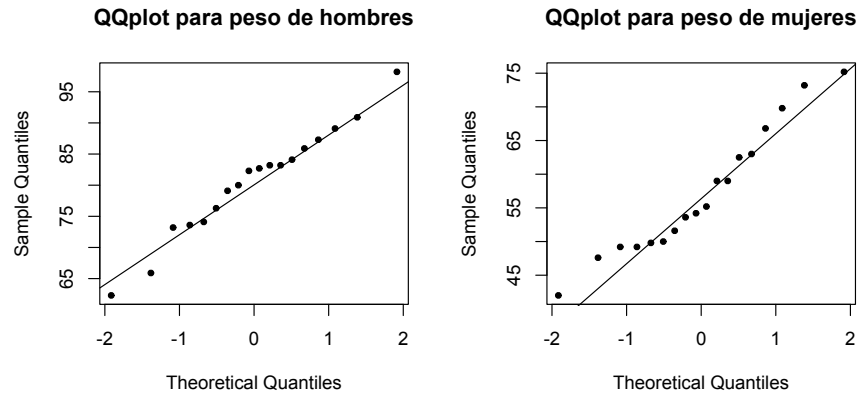 QQplot para peso de hombres
Sample Quantiles
95
85
75
65
-2 -1 0 1 2
Theoretical Quantiles
QQplot para peso de mujeres
Sample Quantiles
75
65
55
45
-2 -1 0 1 2
Theoretical Quantiles